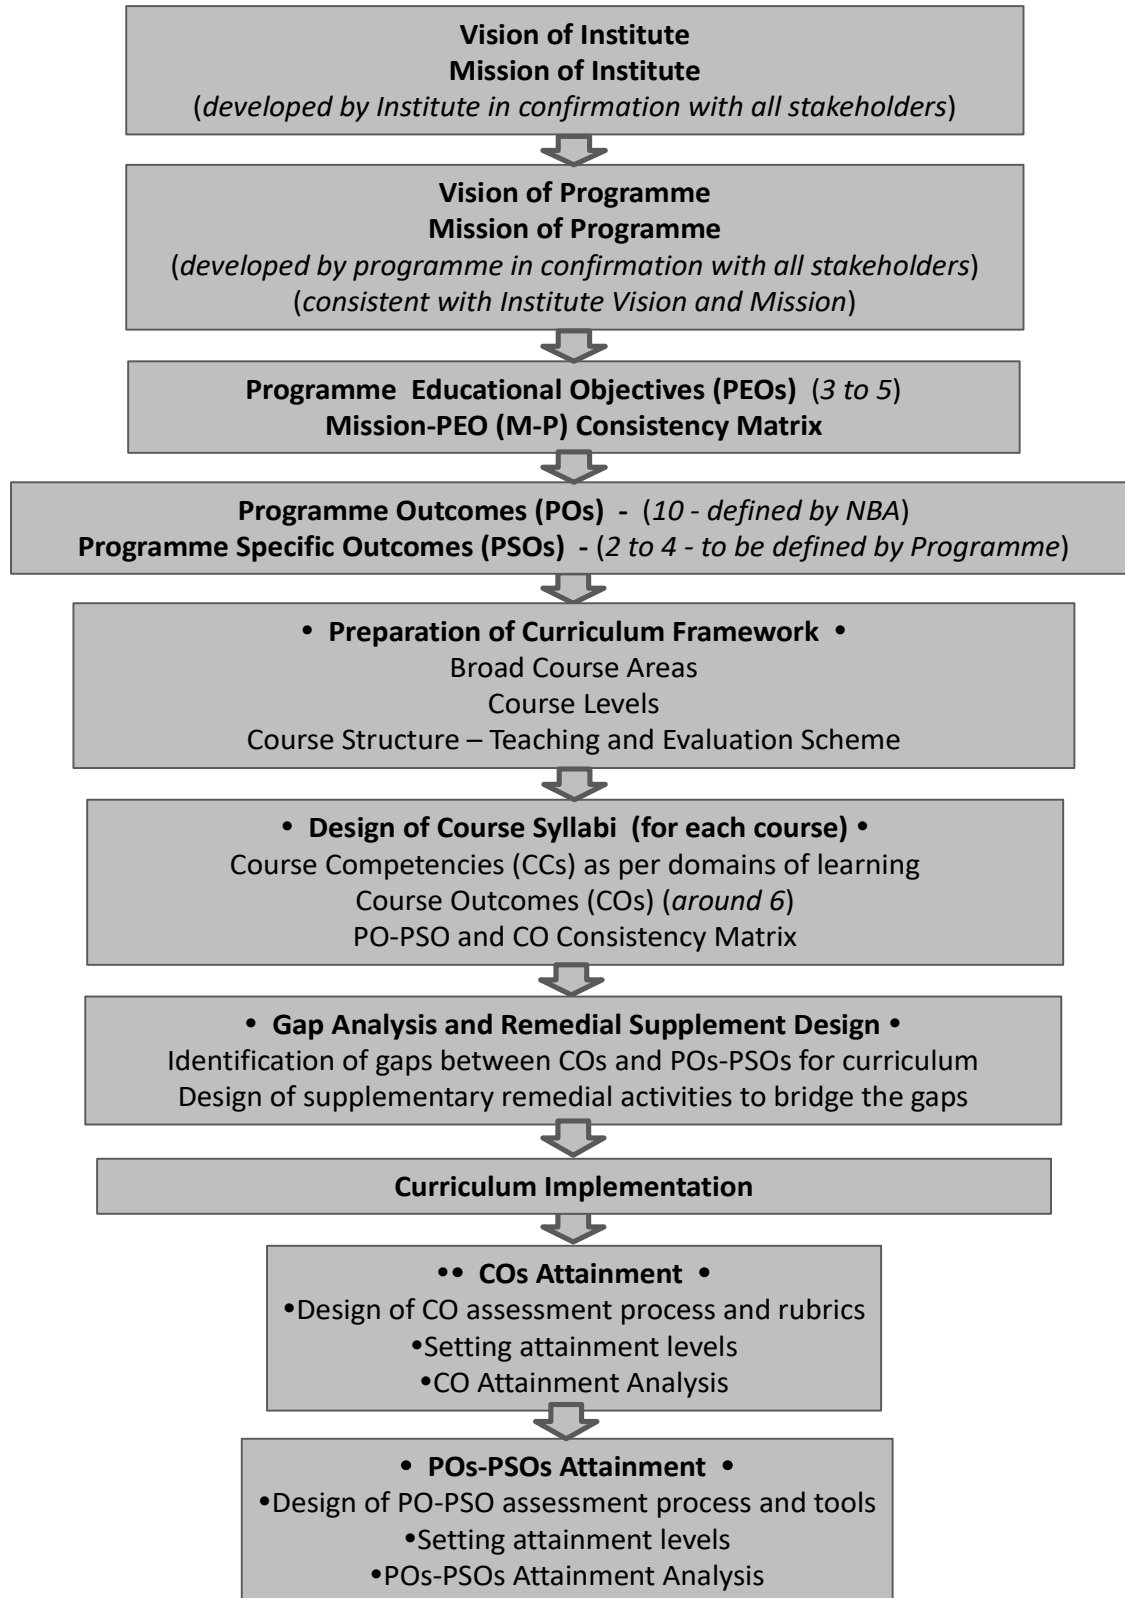 Vision of Institute
Mission of Institute
(developed by Institute in confirmation with all stakeholders)
Vision of Programme
Mission of Programme
(developed by programme in confirmation with all stakeholders)
(consistent with Institute Vision and Mission)
Programme Educational Objectives (PEOs) (3 to 5)
Mission-PEO (M-P) Consistency Matrix
Programme Outcomes (POs) - (10 - defined by NBA)
Programme Specific Outcomes (PSOs) - (2 to 4 - to be defined by Programme)
• Preparation of Curriculum Framework •
Broad Course Areas
Course Levels
Course Structure – Teaching and Evaluation Scheme
• Design of Course Syllabi (for each course) •
Course Competencies (CCs) as per domains of learning
Course Outcomes (COs) (around 6)
PO-PSO and CO Consistency Matrix
• Gap Analysis and Remedial Supplement Design •
Identification of gaps between COs and POs-PSOs for curriculum
Design of supplementary remedial activities to bridge the gaps
Curriculum Implementation
•• COs Attainment •
•Design of CO assessment process and rubrics
•Setting attainment levels
•CO Attainment Analysis
• POs-PSOs Attainment •
•Design of PO-PSO assessment process and tools
•Setting attainment levels
•POs-PSOs Attainment Analysis